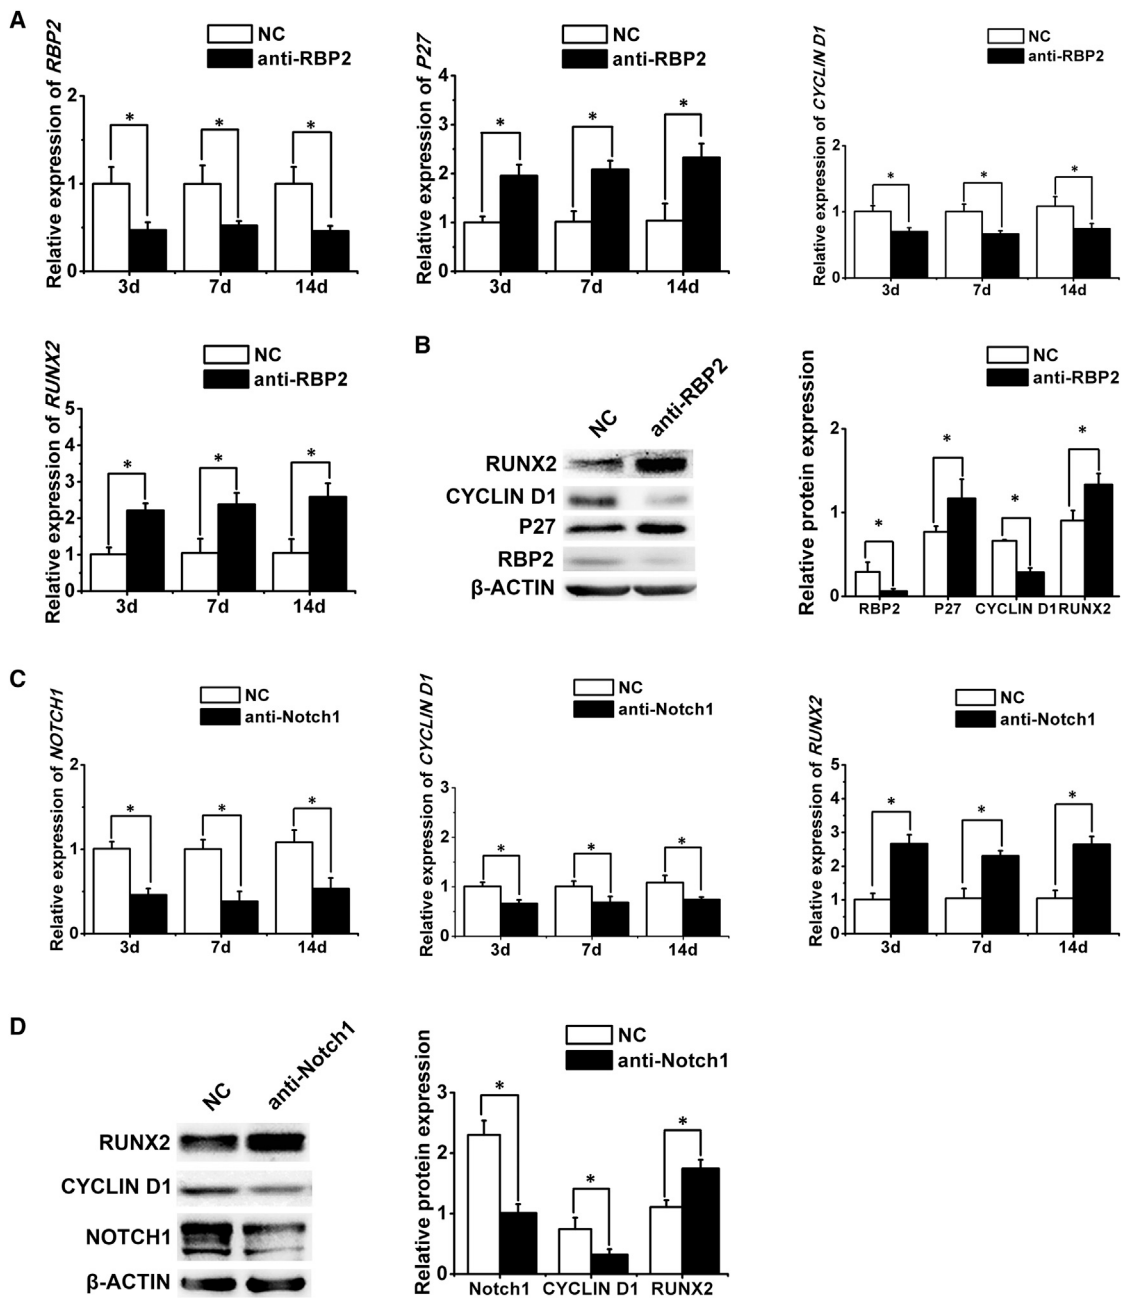 A
NC
anti-RBP2
Relative expression of RBP2
2
1
0
*
*
*
3d
7d
14d
NC
anti-RBP2
Relative expression of P27
4
3
2
1
0
*
*
*
3d
7d
14d
NC
anti-RBP2
Relative expression of CYCLIN D1
2
1
0
*
*
*
3d
7d
14d
NC
anti-RBP2
Relative expression of RUNX2
5
4
3
2
1
0
*
*
*
3d
7d
14d
B
NC
anti-RBP2
RUNX2
CYCLIN D1
P27
RBP2
β-ACTIN
NC
anti-RBP2
Relative protein expression
2
1
0
*
*
*
*
RBP2
P27
CYCLIN D1
RUNX2
C
NC
anti-Notch1
Relative expression of NOTCH1
2
1
0
*
*
*
3d
7d
14d
NC
anti-Notch1
Relative expression of CYCLIN D1
3
2
1
0
*
*
*
3d
7d
14d
NC
anti-Notch1
Relative expression of RUNX2
5
4
3
2
1
0
*
*
*
3d
7d
14d
D
NC
anti-Notch1
RUNX2
CYCLIN D1
NOTCH1
β-ACTIN
NC
anti-Notch1
Relative protein expression
3
2
1
0
*
*
*
Notch1
CYCLIN D1
RUNX2